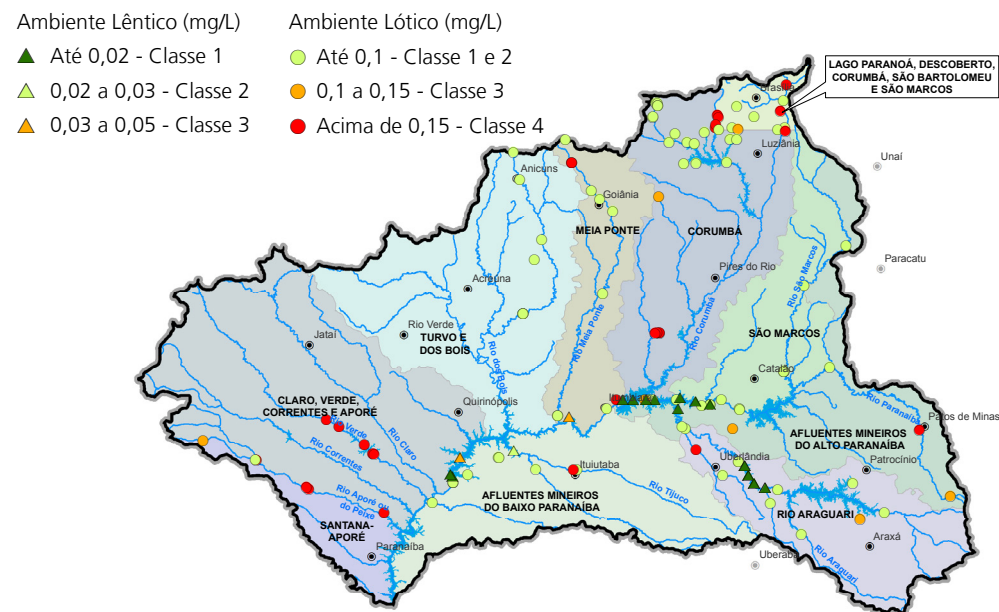 Ambiente Lêntico (mg/L)
Até 0,02 - Classe 1
0,02 a 0,03 - Classe 2
0,03 a 0,05 - Classe 3
Ambiente Lótico (mg/L)
Até 0,1 - Classe 1 e 2
0,1 a 0,15 - Classe 3
Acima de 0,15 - Classe 4
LAGO PARANOÁ, DESCOBERTO,
CORUMBÁ, SÃO BARTOLOMEU
E SÃO MARCOS
Brasília
Luziânia
Unaí
Anicuns
Goiânia
MEIA PONTE
CORUMBÁ
Paracatu
Pires do Rio
Acreúna
Rio São Marcos
Rio Corumbá
Rio Meia Ponte
Rio Verde
TURVO E
DOS BOIS
Rio dos Bois
Jataí
SÃO MARCOS
Catalão
CLARO, VERDE,
CORRENTES E APORÉ
Quirinópolis
Rio Verde
Rio Claro
Rio Correntes
Rio Paranaíba
Patos de Minas
AFLUENTES MINEIROS
DO ALTO PARANAÍBA
Uberlândia
Patrocínio
Ituiutaba
Rio Tijuco
AFLUENTES MINEIROS
DO BAIXO PARANAÍBA
RIO ARAGUARI
Rio Aporé ou
do Peixe
SANTANA-
APORÉ
Paranaíba
Araxá
Uberaba
Rio Araguari